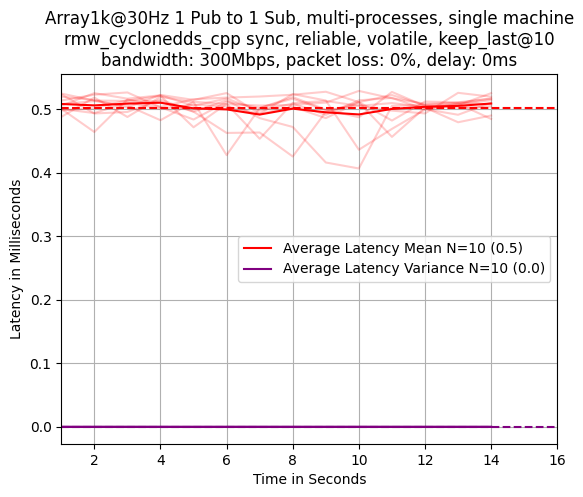 Array1k@30Hz 1 Pub to 1 Sub, multi-processes, single machine
rmw_cyclonedds_cpp sync, reliable, volatile, keep_last@10
bandwidth: 300Mbps, packet loss: 0%, delay: 0ms
Latency in Milliseconds
0.5
0.4
0.3
0.2
0.1
0.0
Average Latency Mean N=10 (0.5)
Average Latency Variance N=10 (0.0)
2 4 6 8 10 12 14 16
Time in Seconds